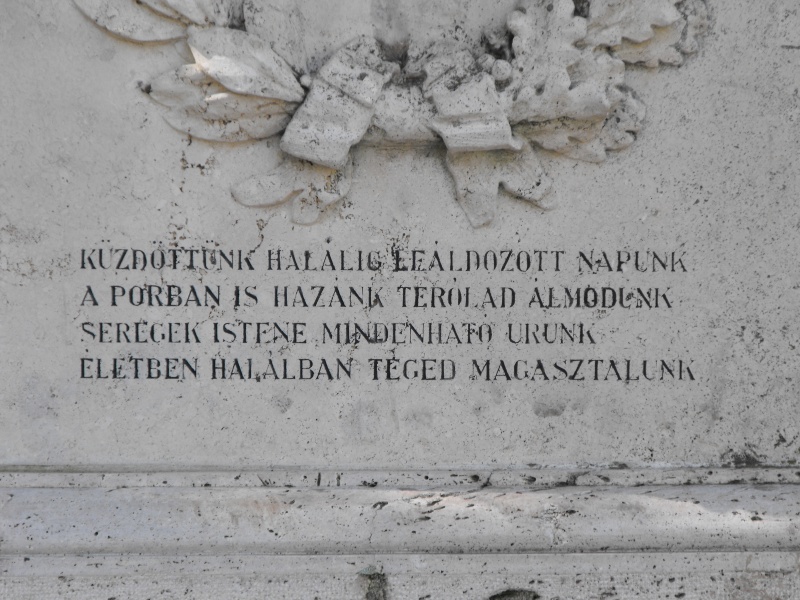 KÜZDÖTTÜNK HALÁLIG LEÁLDOZOTT NAPUNK
A PORBAN IS HAZÁNK TERÓLAD ÁLMODUNK
SEREGEK ISTENE MINDENHATÓ URUNK
ÉLETBEN HALÁLBAN TÉGED MAGASZTALUNK